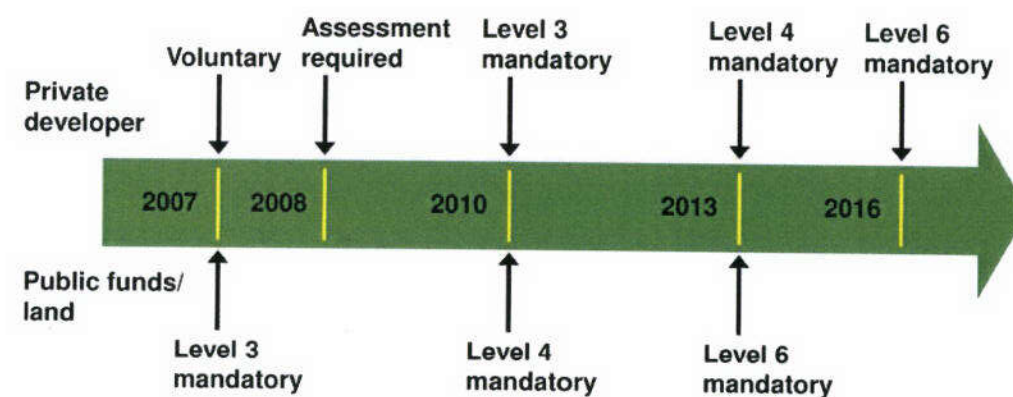 Voluntary
Assessment
required
Level 3
mandatory
Level 4
mandatory
Level 6
mandatory
Private
developer
2007
2008
2010
2013
2016
Public funds/
land
Level 3
mandatory
Level 4
mandatory
Level 6
mandatory